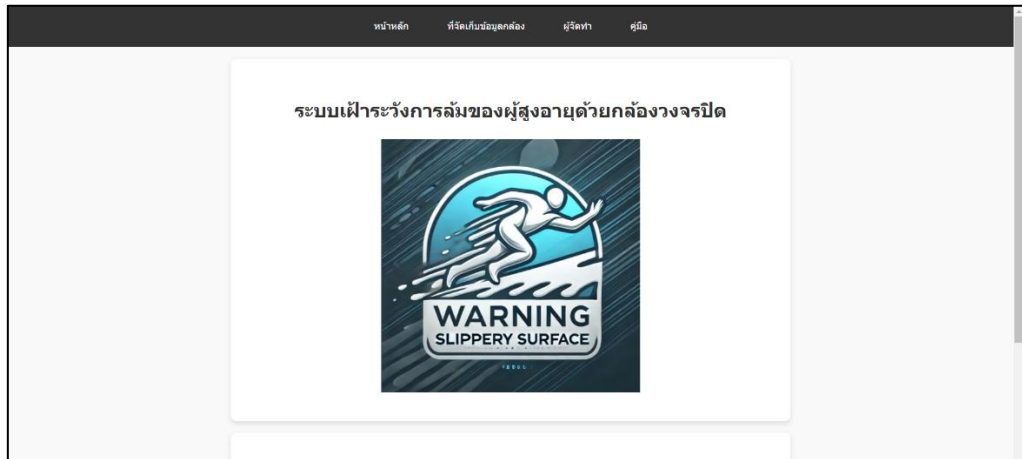 หน้าหลัก ที่จัดเก็บข้อมูลกล้อง ผู้จัดทำ คู่มือ
ระบบเฝ้าระวังการล้มของผู้สูงอายุด้วยกล้องวงจรปิด
WARNING
SLIPPERY SURFACE